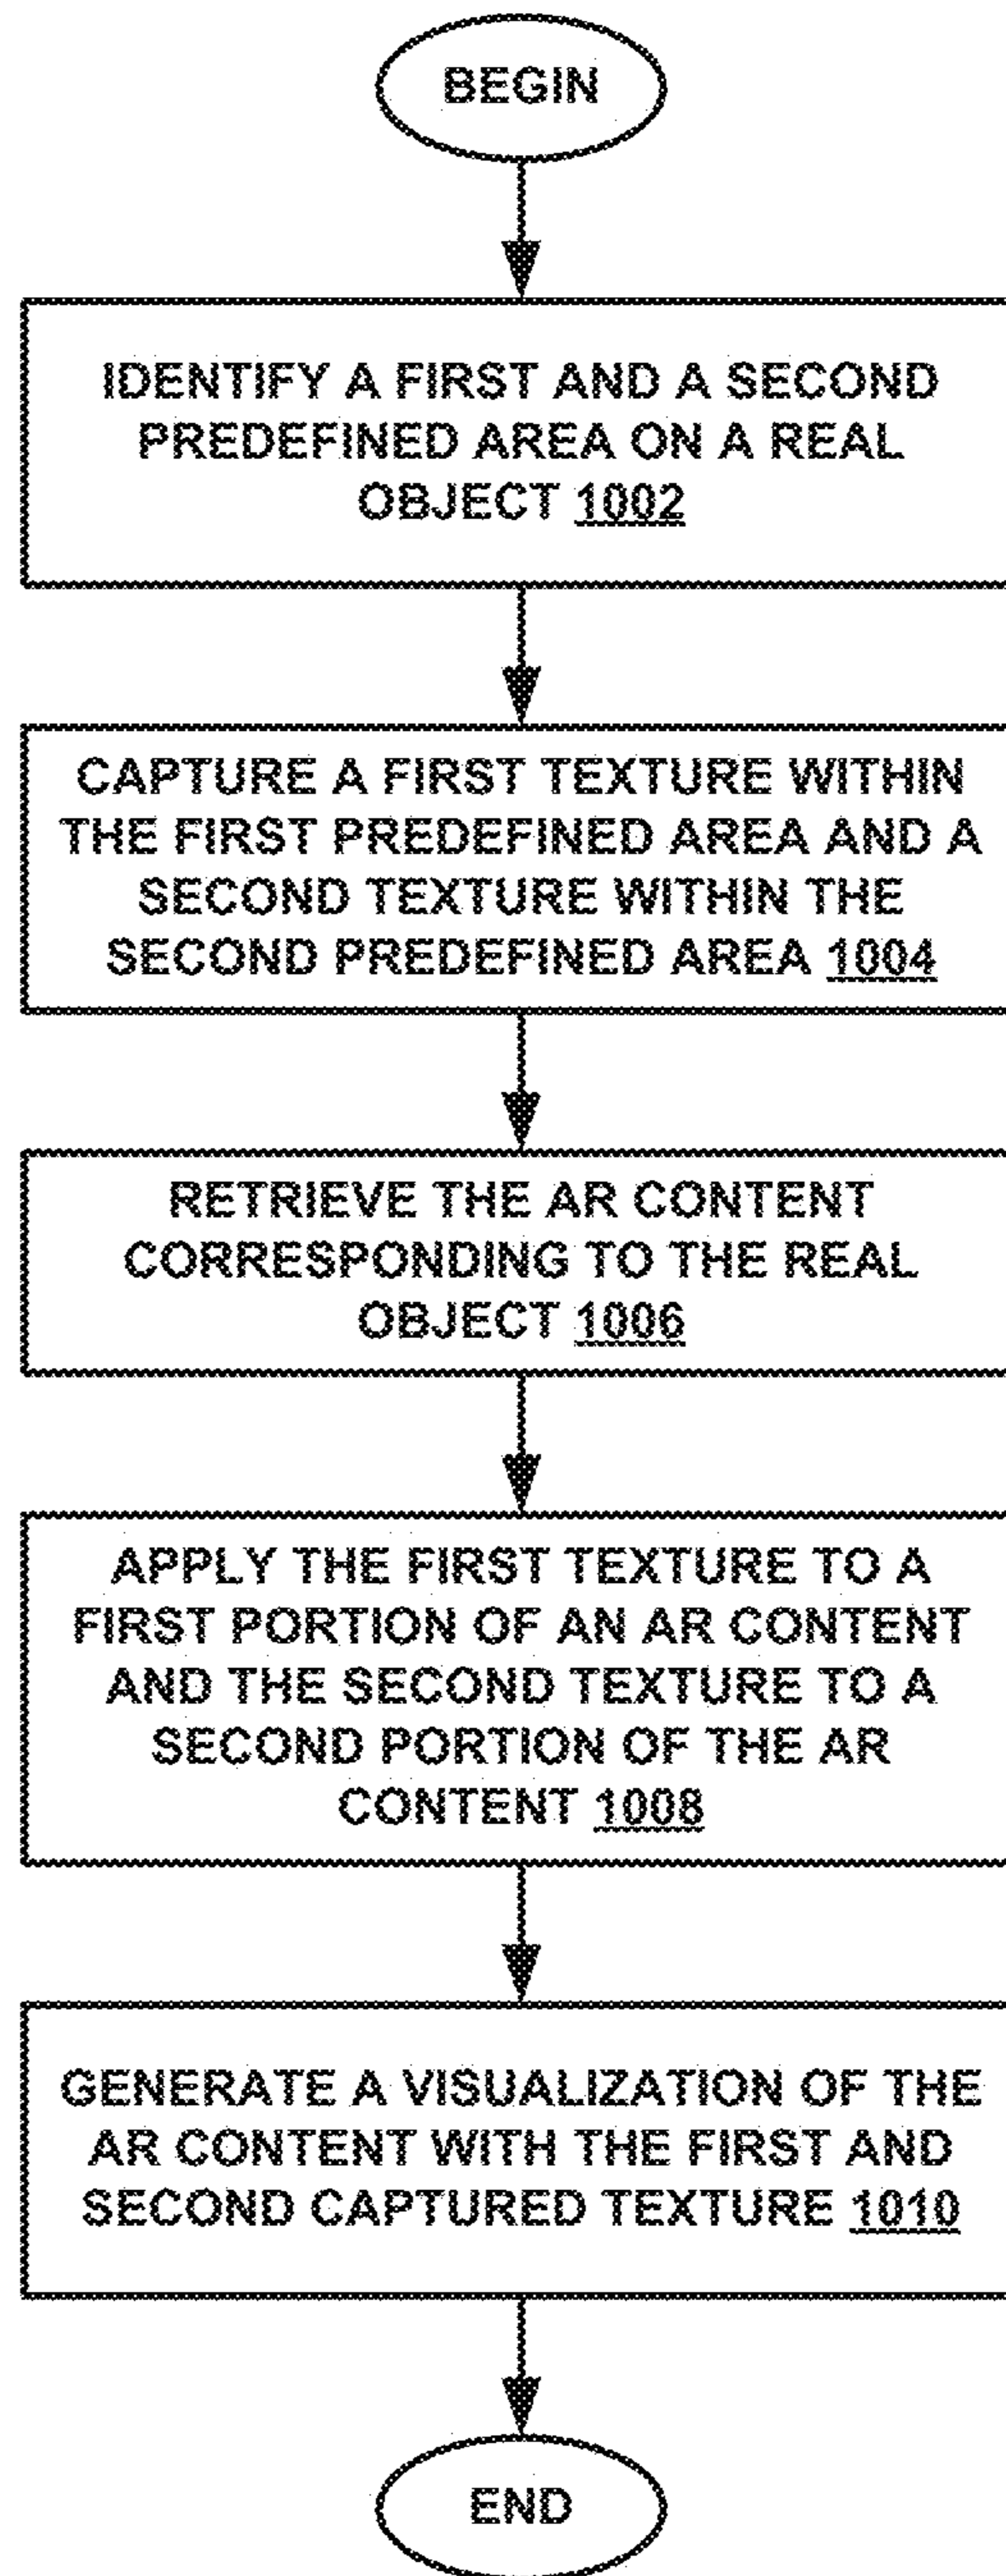 BEGIN
IDENTIFY A FIRST AND A SECOND
PREDEFINED AREA ON A REAL
OBJECT 1002
CAPTURE A FIRST TEXTURE WITHIN
THE FIRST PREDEFINED AREA AND A
SECOND TEXTURE WITHIN THE
SECOND PREDEFINED AREA 1004
RETRIEVE THE AR CONTENT
CORRESPONDING TO THE REAL
OBJECT 1006
APPLY THE FIRST TEXTURE TO A
FIRST PORTION OF AN AR CONTENT
AND THE SECOND TEXTURE TO A
SECOND PORTION OF THE AR
CONTENT 1008
GENERATE A VISUALIZATION OF THE
AR CONTENT WITH THE FIRST AND
SECOND CAPTURED TEXTURE 1010
END